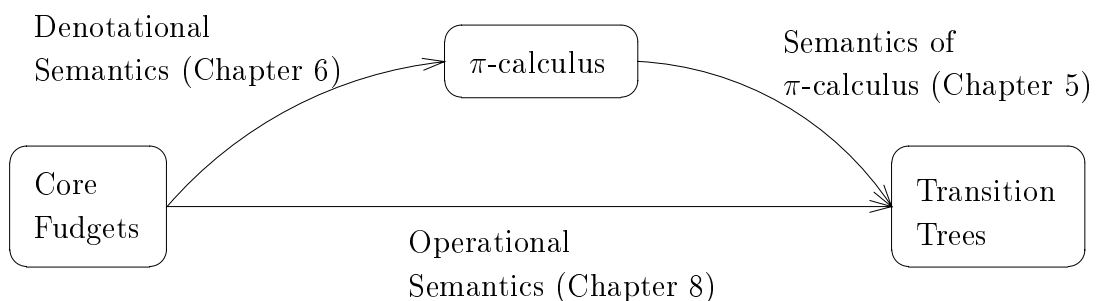 Denotational
Semantics (Chapter 6)
π-calculus
Semantics of
π-calculus (Chapter 5)
Core
Fudgets
Transition
Trees
Operational
Semantics (Chapter 8)